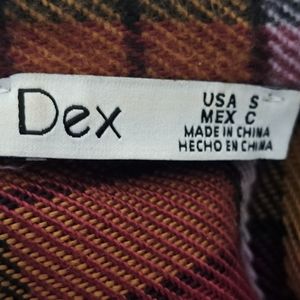 Dex
USA S
MEX C
MADE IN CHINA
HECHO EN CHINA